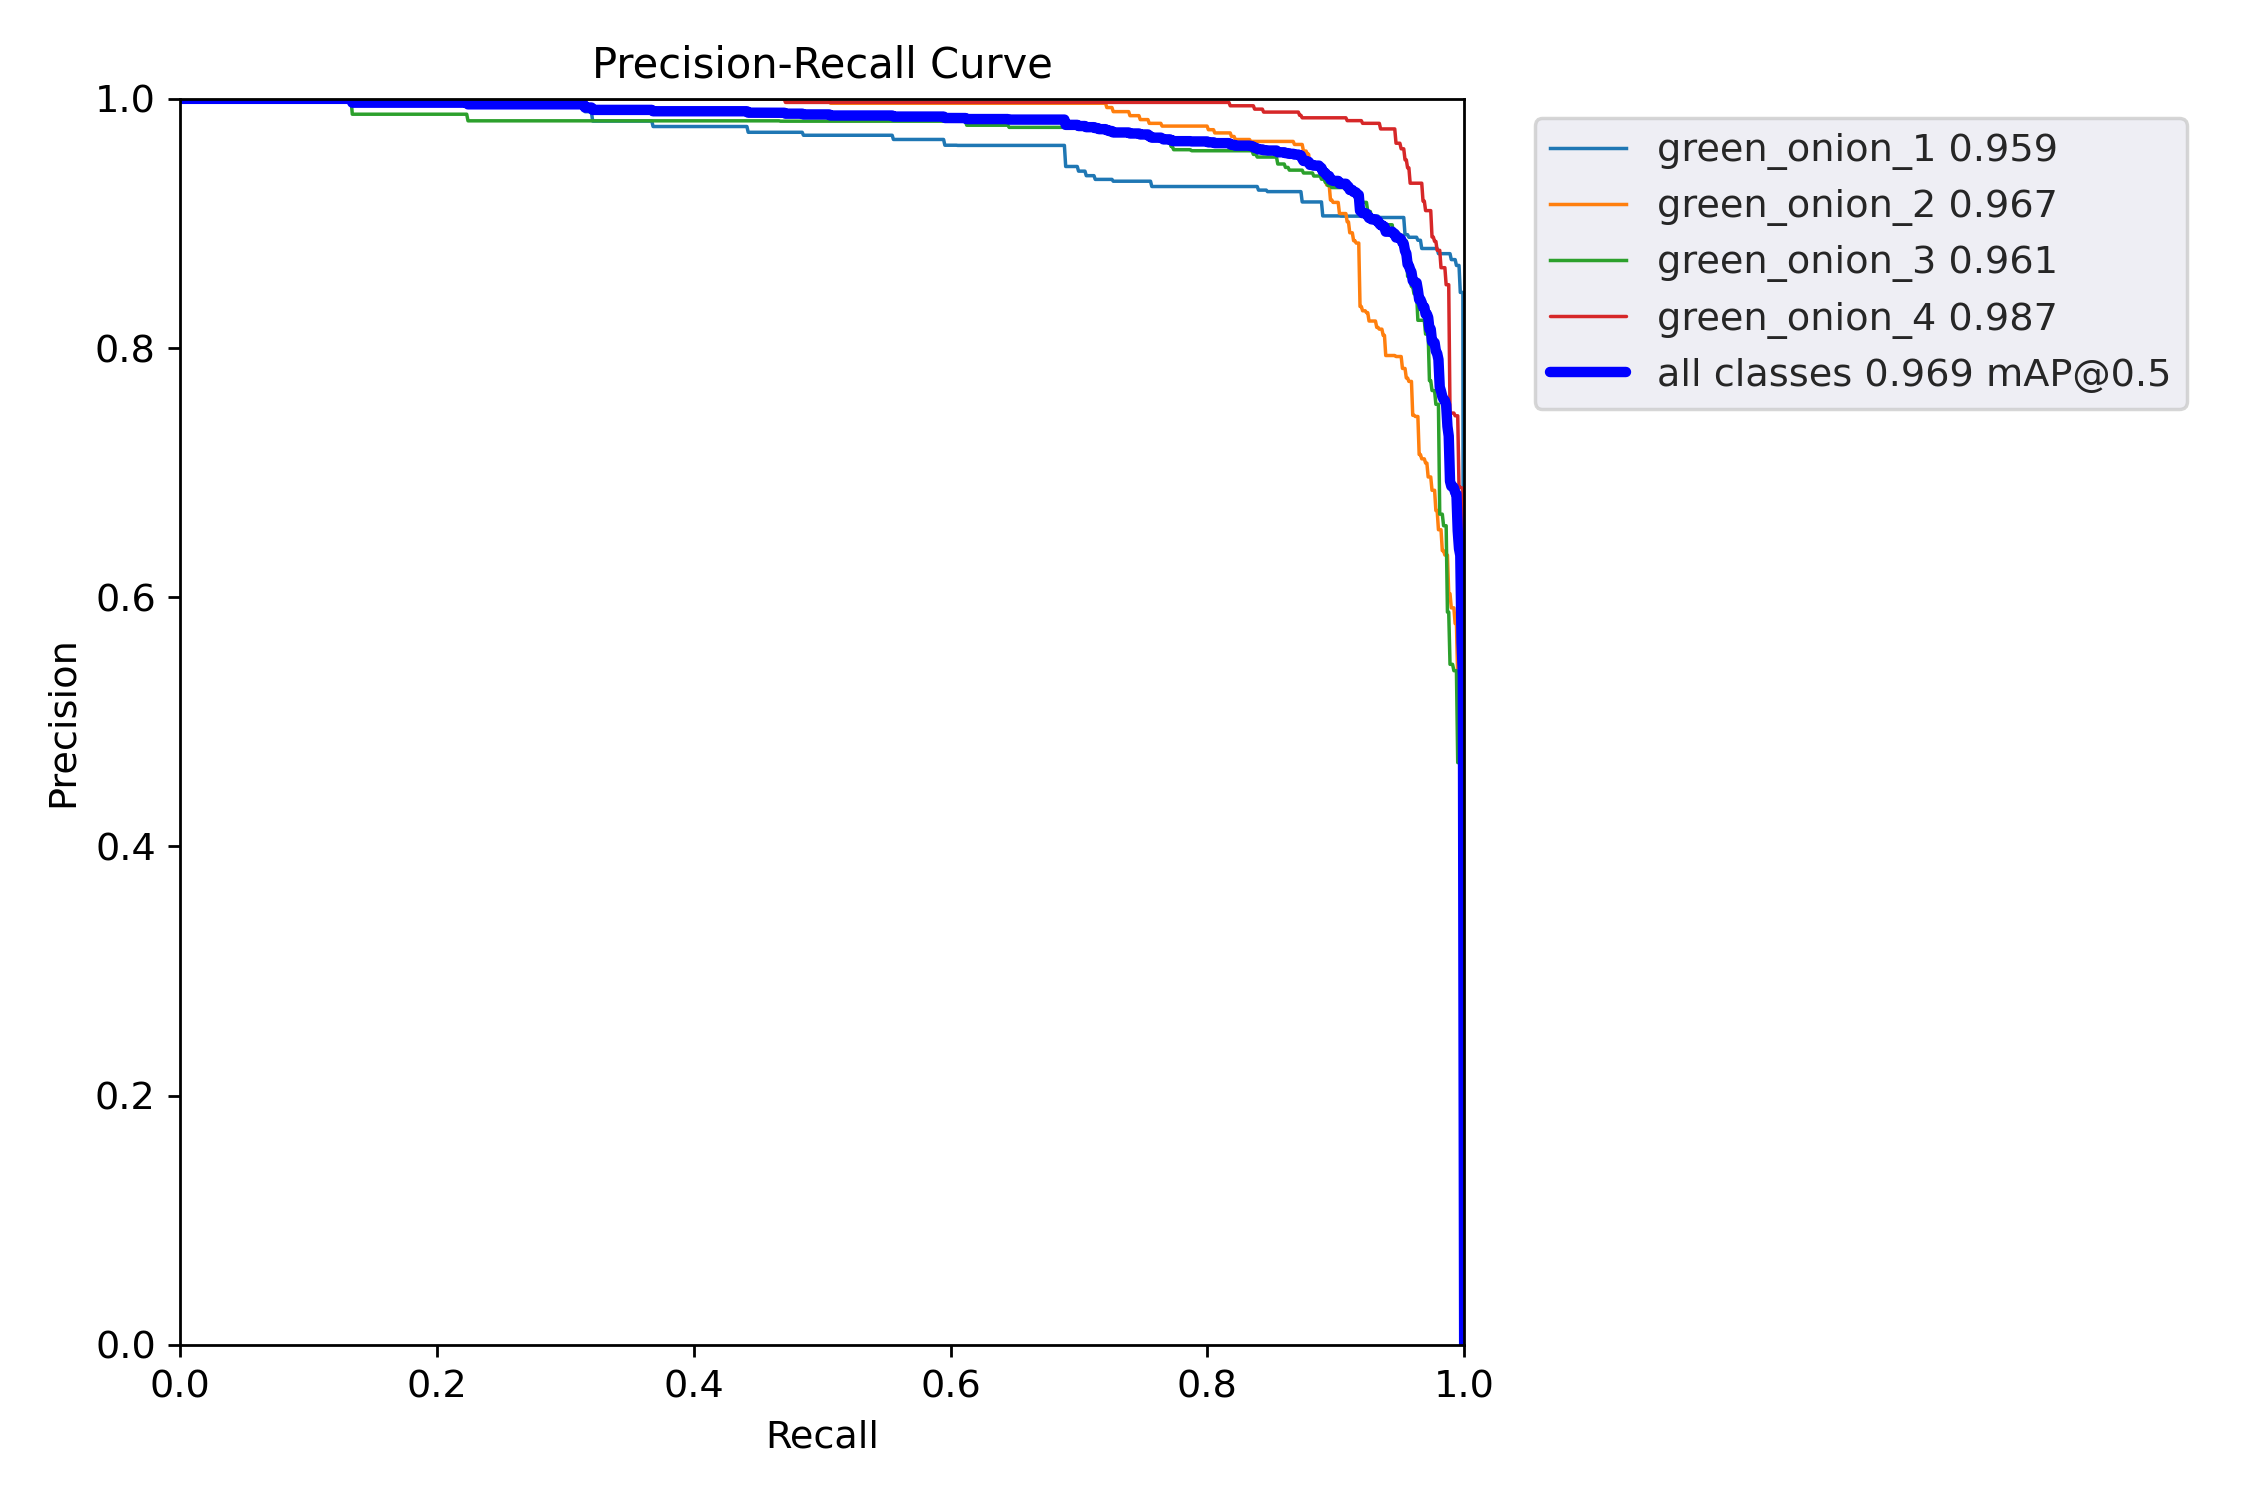 Precision-Recall Curve
1.0
0.8
0.6
0.4
0.2
0.0
Precision
0.0 0.2 0.4 0.6 0.8 1.0
Recall
green_onion_1 0.959
green_onion_2 0.967
green_onion_3 0.961
green_onion_4 0.987
all classes 0.969 mAP@0.5